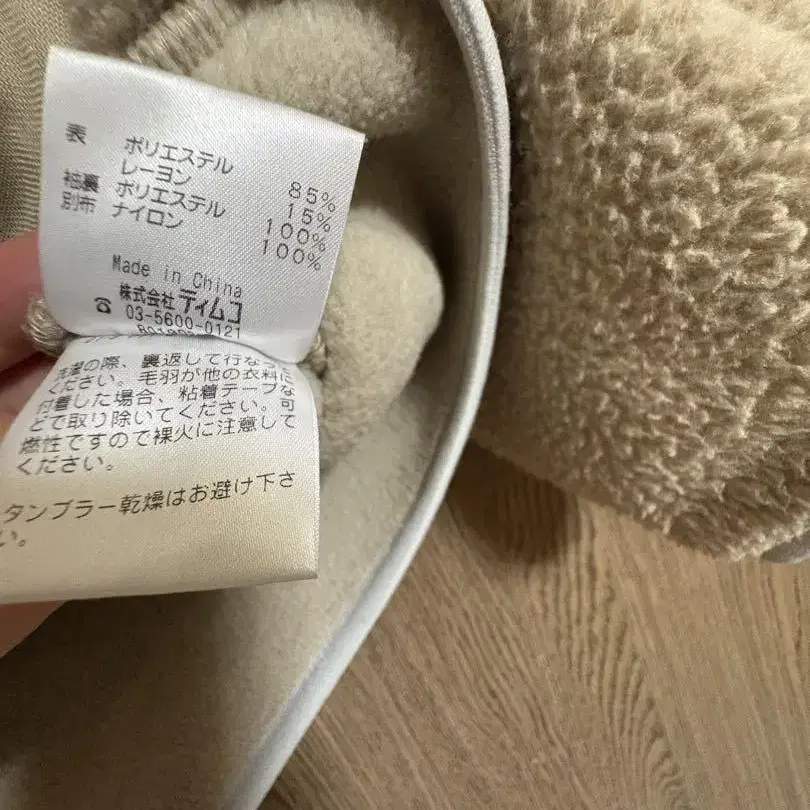 表 ポリエステル 85%
レーヨン 15%
袖裏 ポリエステル 100%
別布 ナイロン 100%
Made in China
株式会社 ティムコ
03-5600-0121
の際、裏返して行な
ください。毛羽が他の衣料に
付着した場合、粘着テープな
どで取り除いてください。可
燃性ですので裸火に注意して
ください。
タンブラー乾燥はお避け下さ
い。